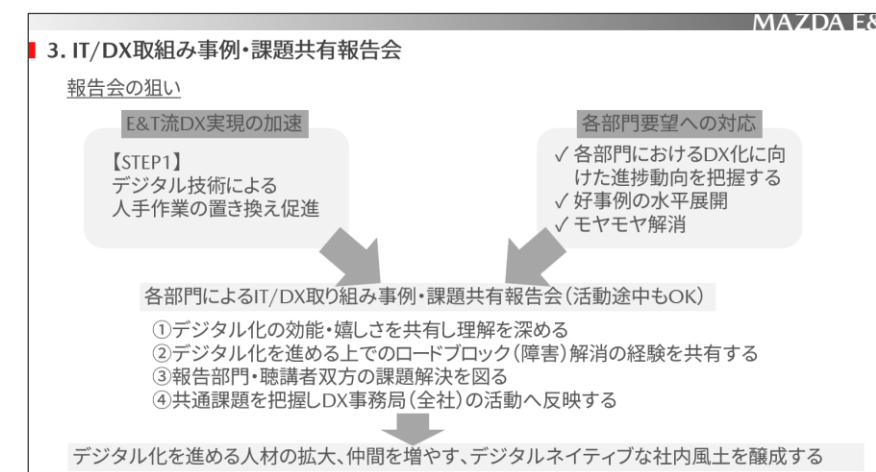 MAZDA E&
3. IT/DX取組み事例・課題共有報告会
報告会の狙い
E&T流DX実現の加速
【STEP1】
デジタル技術による
人手作業の置き換え促進
各部門要望への対応
✓ 各部門におけるDX化に向
けた進捗動向を把握する
✓ 好事例の水平展開
✓ モヤモヤ解消
各部門によるIT/DX取り組み事例・課題共有報告会(活動途中もOK)
①デジタル化の効能・嬉しさを共有し理解を深める
②デジタル化を進める上でのロードブロック(障害)解消の経験を共有する
③報告部門・聴講者双方の課題解決を図る
④共通課題を把握しDX事務局(全社)の活動へ反映する
デジタル化を進める人材の拡大、仲間を増やす、デジタルネイティブな社内風土を醸成する